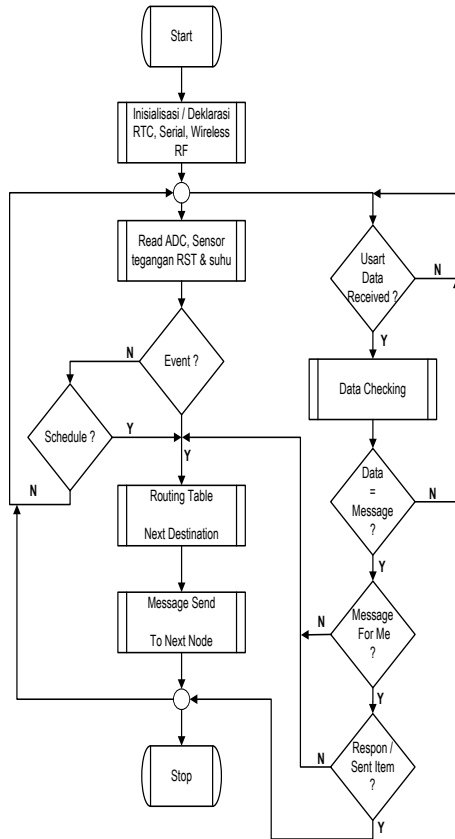 Start
Inisialisasi / Deklarasi
RTC, Serial, Wireless
RF
Read ADC, Sensor
tegangan RST & suhu
Usart
Data
Received ?
N
Y
Event ?
N
Y
Data Checking
Schedule ?
Y
N
Data
=
Message
?
N
Y
Routing Table
Next Destination
Message Send
To Next Node
Message
For Me
?
N
Y
Respon /
Sent Item
?
N
Y
Stop